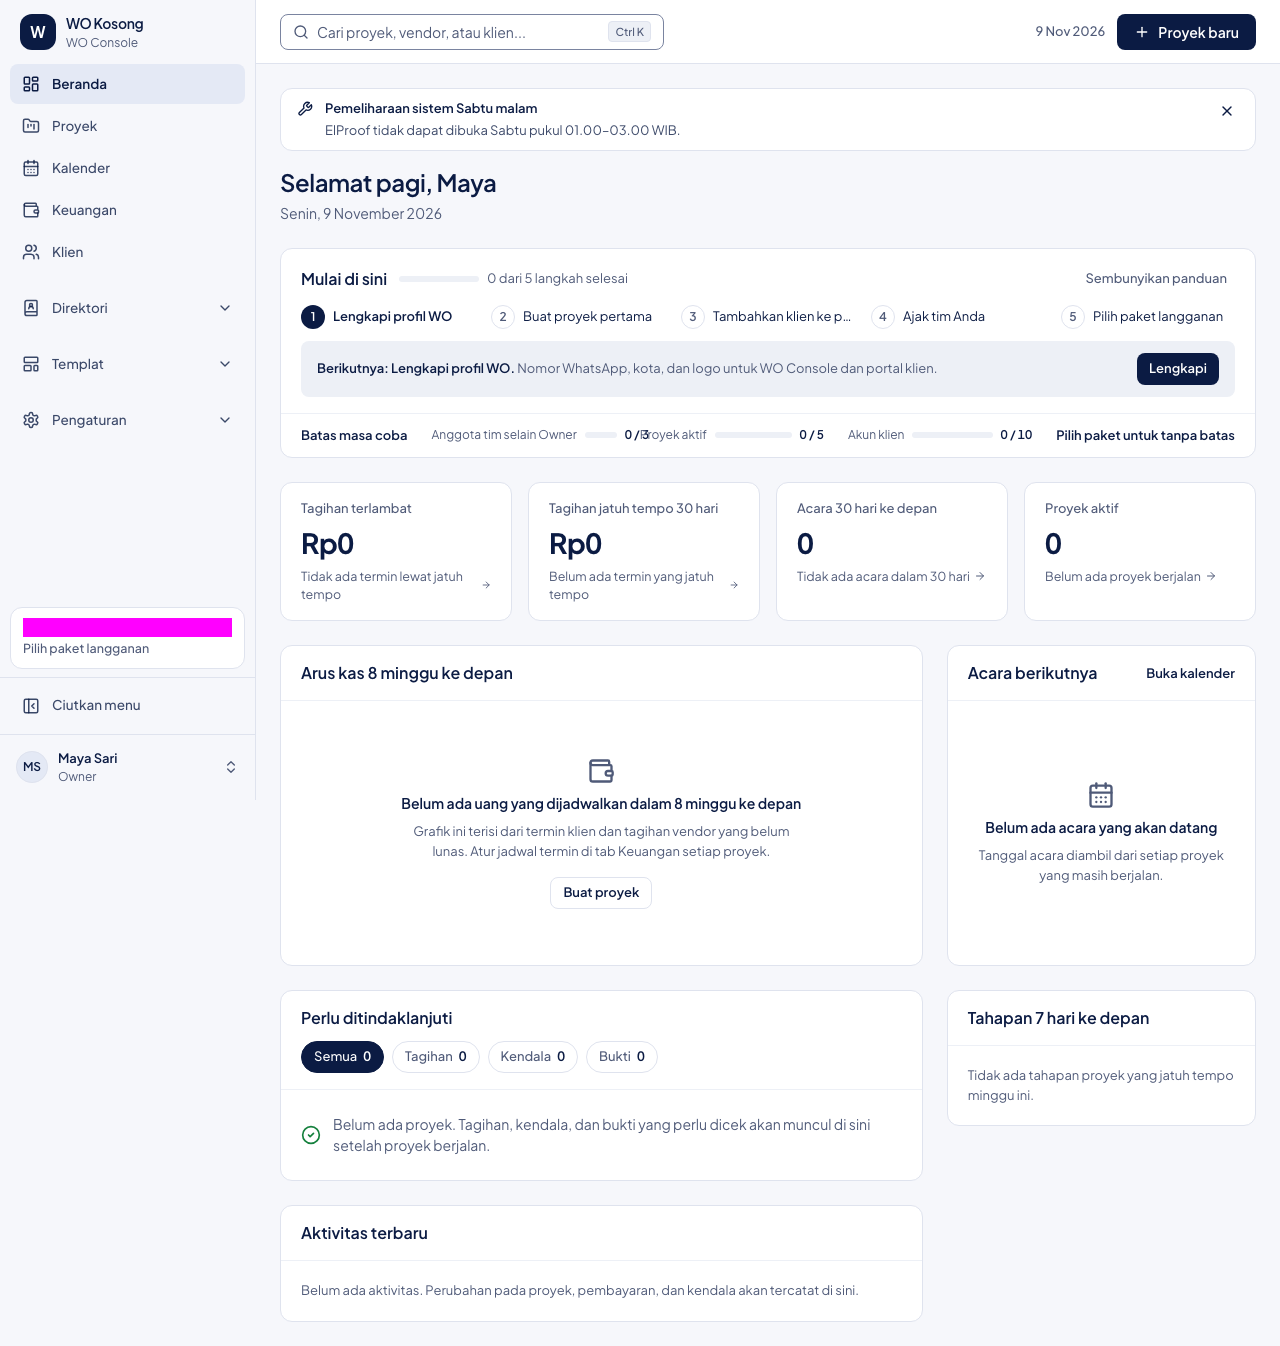 W
WO Kosong
WO Console
Beranda
Proyek
Kalender
Keuangan
Klien
Direktori
Templat
Pengaturan
Pilih paket langganan
Ciutkan menu
MS
Maya Sari
Owner
Cari proyek, vendor, atau klien...
Ctrl K
9 Nov 2026
Proyek baru
Pemeliharaan sistem Sabtu malam
ElProof tidak dapat dibuka Sabtu pukul 01.00–03.00 WIB.
Selamat pagi, Maya
Senin, 9 November 2026
Mulai di sini
0 dari 5 langkah selesai
Sembunyikan panduan
1 Lengkapi profil WO
2 Buat proyek pertama
3 Tambahkan klien ke p...
4 Ajak tim Anda
5 Pilih paket langganan
Berikutnya: Lengkapi profil WO. Nomor WhatsApp, kota, dan logo untuk WO Console dan portal klien.
Lengkapi
Batas masa coba
Anggota tim selain Owner 0 / 3
Proyek aktif 0 / 5
Akun klien 0 / 10
Pilih paket untuk tanpa batas
Tagihan terlambat
Rp0
Tidak ada termin lewat jatuh
tempo
Tagihan jatuh tempo 30 hari
Rp0
Belum ada termin yang jatuh
tempo
Acara 30 hari ke depan
0
Tidak ada acara dalam 30 hari
Proyek aktif
0
Belum ada proyek berjalan
Arus kas 8 minggu ke depan
Belum ada uang yang dijadwalkan dalam 8 minggu ke depan
Grafik ini terisi dari termin klien dan tagihan vendor yang belum
lunas. Atur jadwal termin di tab Keuangan setiap proyek.
Buat proyek
Acara berikutnya
Buka kalender
Belum ada acara yang akan datang
Tanggal acara diambil dari setiap proyek
yang masih berjalan.
Perlu ditindaklanjuti
Semua 0
Tagihan 0
Kendala 0
Bukti 0
Belum ada proyek. Tagihan, kendala, dan bukti yang perlu dicek akan muncul di sini
setelah proyek berjalan.
Tahapan 7 hari ke depan
Tidak ada tahapan proyek yang jatuh tempo
minggu ini.
Aktivitas terbaru
Belum ada aktivitas. Perubahan pada proyek, pembayaran, dan kendala akan tercatat di sini.